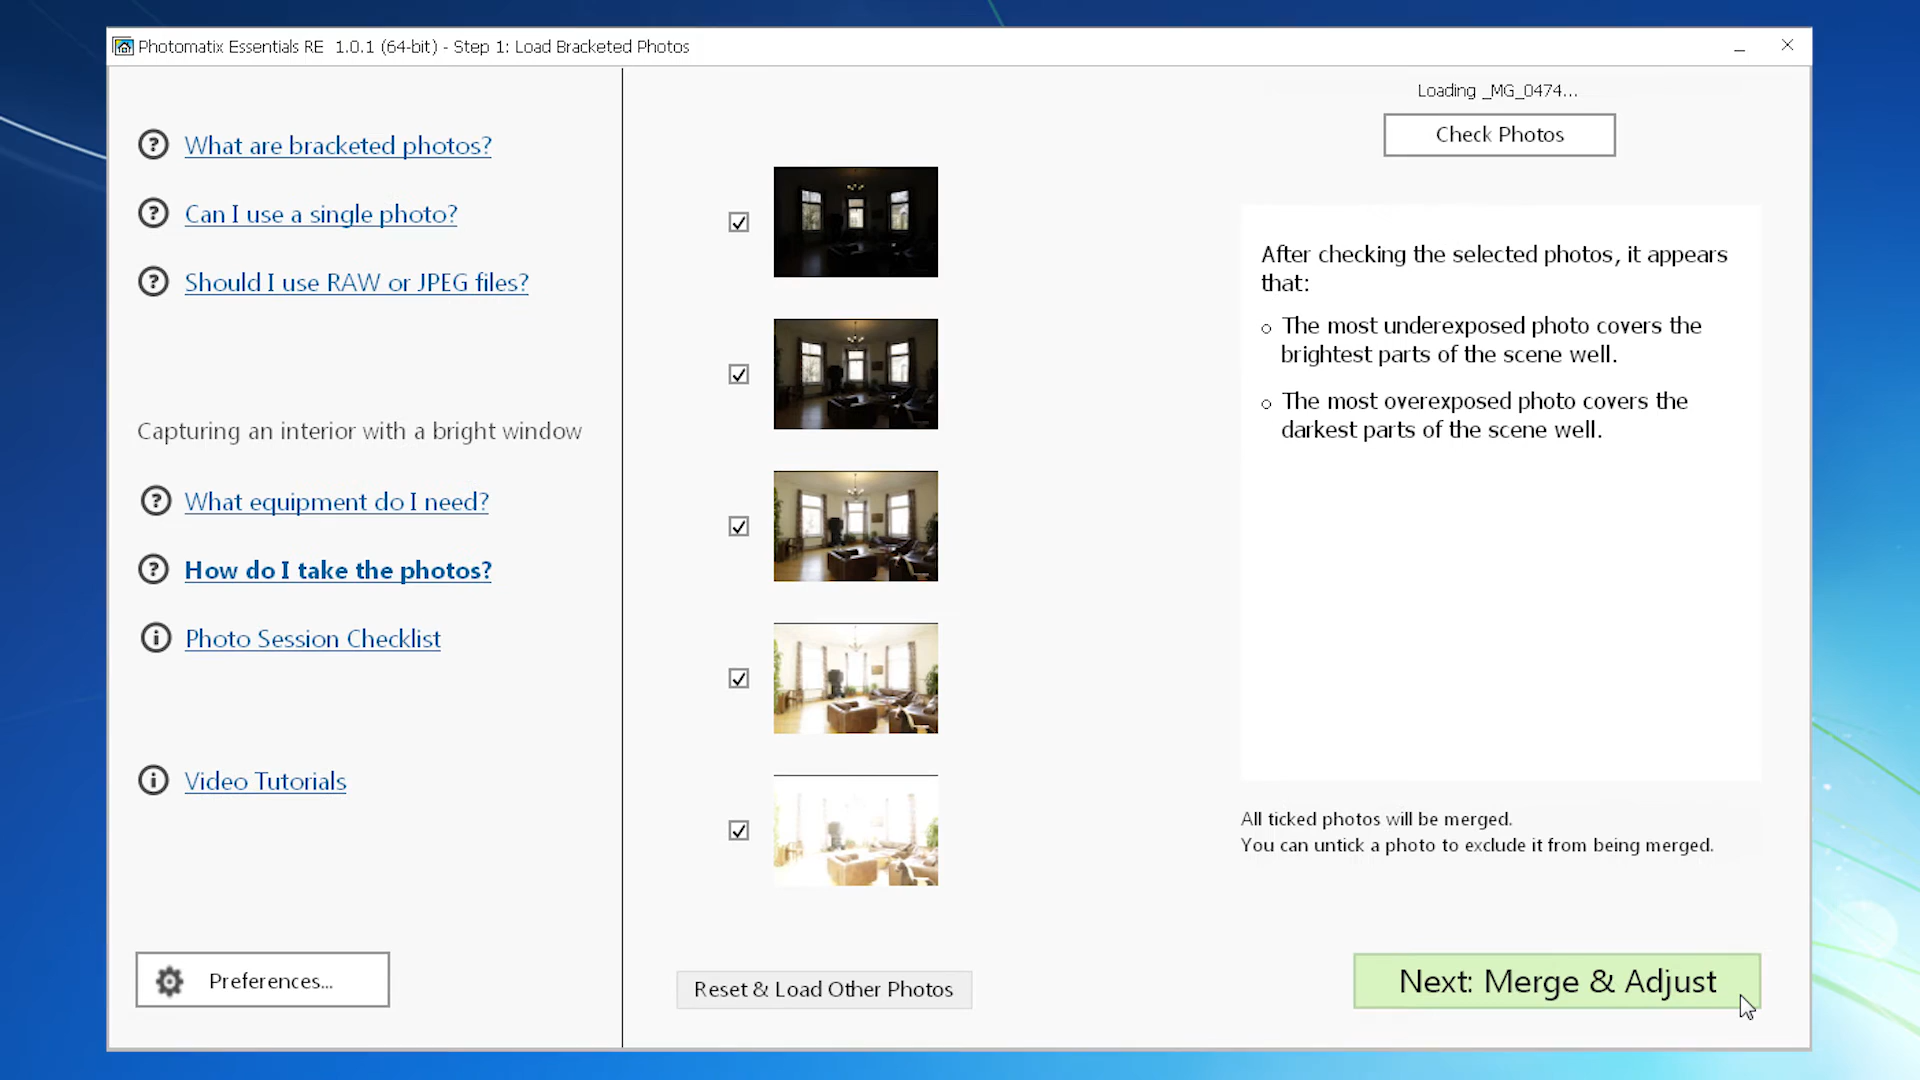 Photomatix Essentials RE 1.0.1 (64-bit) - Step 1: Load Bracketed Photos
What are bracketed photos?
Can I use a single photo?
Should I use RAW or JPEG files?
Capturing an interior with a bright window
What equipment do I need?
How do I take the photos?
Photo Session Checklist
Video Tutorials
Preferences...
Reset & Load Other Photos
Loading _MG_0474...
Check Photos
After checking the selected photos, it appears
that:
The most underexposed photo covers the
brightest parts of the scene well.
The most overexposed photo covers the
darkest parts of the scene well.
All ticked photos will be merged.
You can untick a photo to exclude it from being merged.
Next: Merge & Adjust